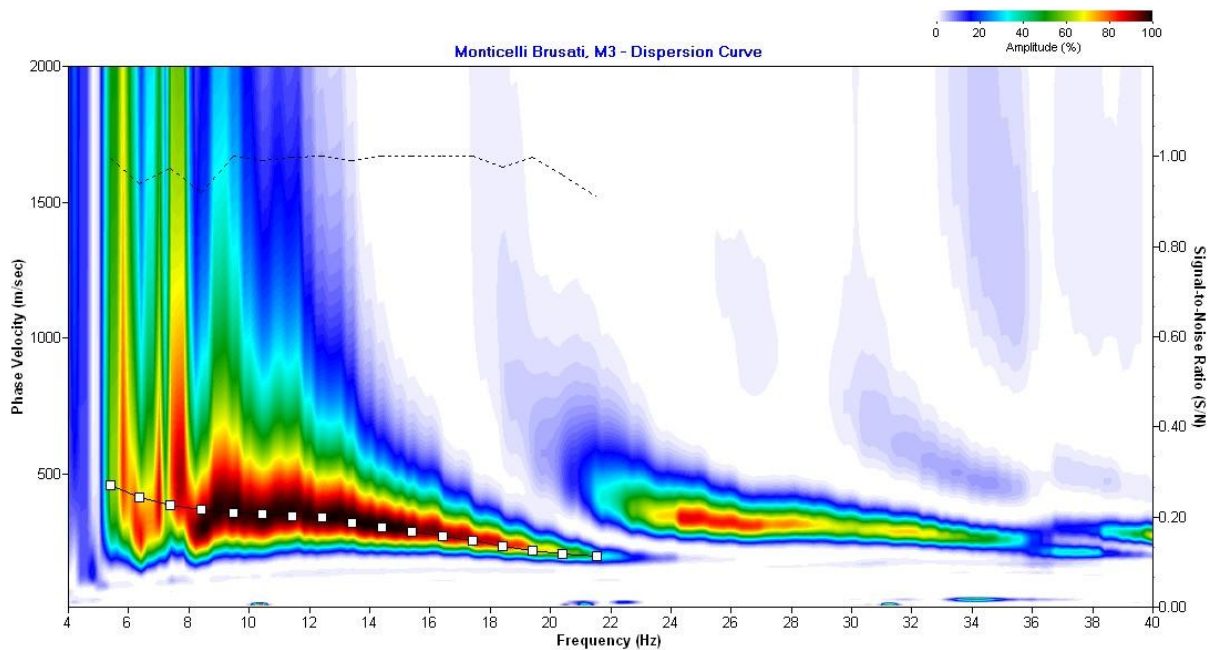 0 20 40 60 80 100
Amplitude (%)
Monticelli Brusati, M3 - Dispersion Curve
2000
1500
1000
500
Phase Velocity (m/sec)
1.00
0.80
0.60
0.40
0.20
0.00
Signal-to-Noise Ratio (S/N)
4 6 8 10 12 14 16 18 20 22 24 26 28 30 32 34 36 38 40
Frequency (Hz)